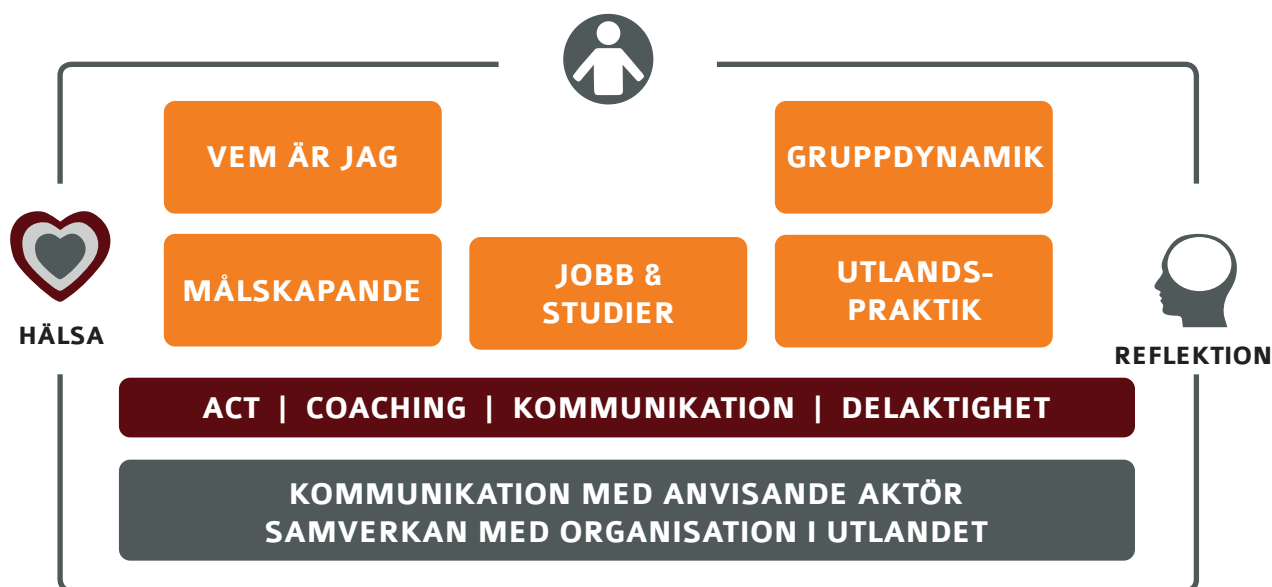 VEM ÄR JAG
GRUPPDYNAMIK
MÅLSKAPANDE
JOBB &
STUDIER
UTLANDS-
PRAKTIK
HÄLSA
REFLEKTION
ACT | COACHING | KOMMUNIKATION | DELAKTIGHET
KOMMUNIKATION MED ANVISANDE AKTÖR
SAMVERKAN MED ORGANISATION I UTLANDET